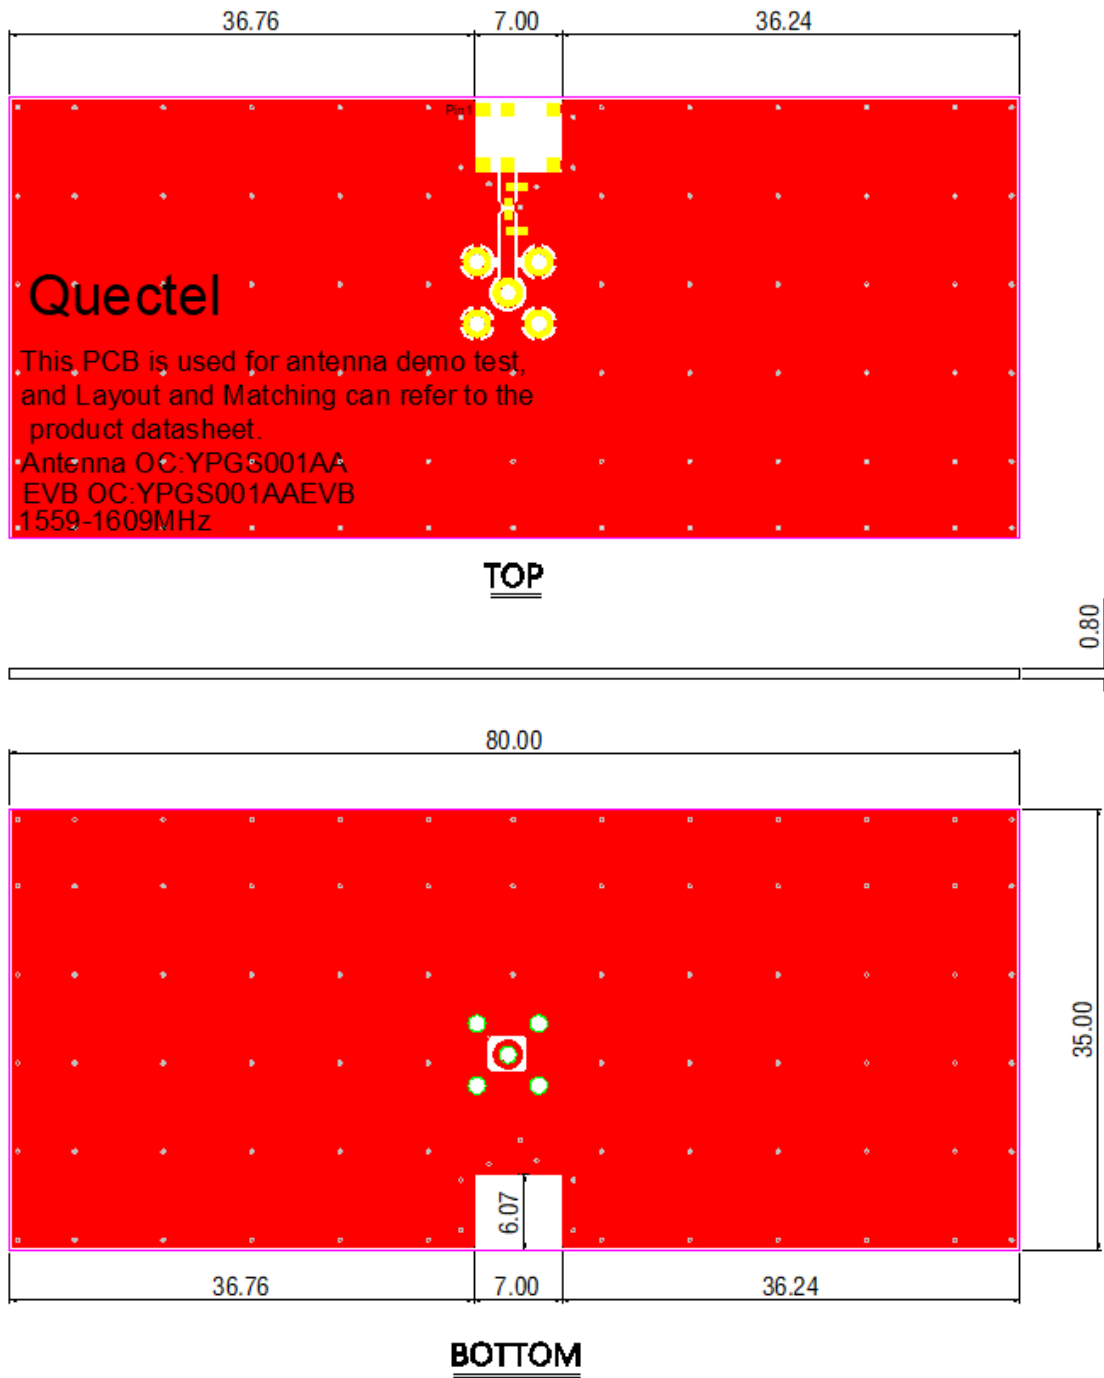 36.76 7.00 36.24
Pin1
Quectel
This PCB is used for antenna demo test,
and Layout and Matching can refer to the
product datasheet.
Antenna OC:YPGS001AA
EVB OC:YPGS001AAEVB
1559-1609MHz
TOP
0.80
80.00
35.00
6.07
36.76 7.00 36.24
BOTTOM